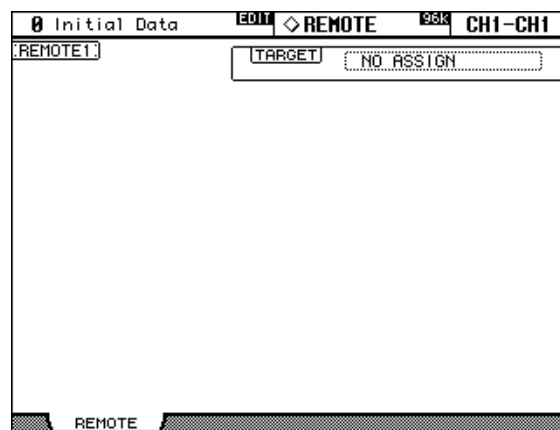 0 Initial Data EDIT ◇REMOTE 96K CH1-CH1
REMOTE1
TARGET NO ASSIGN
REMOTE